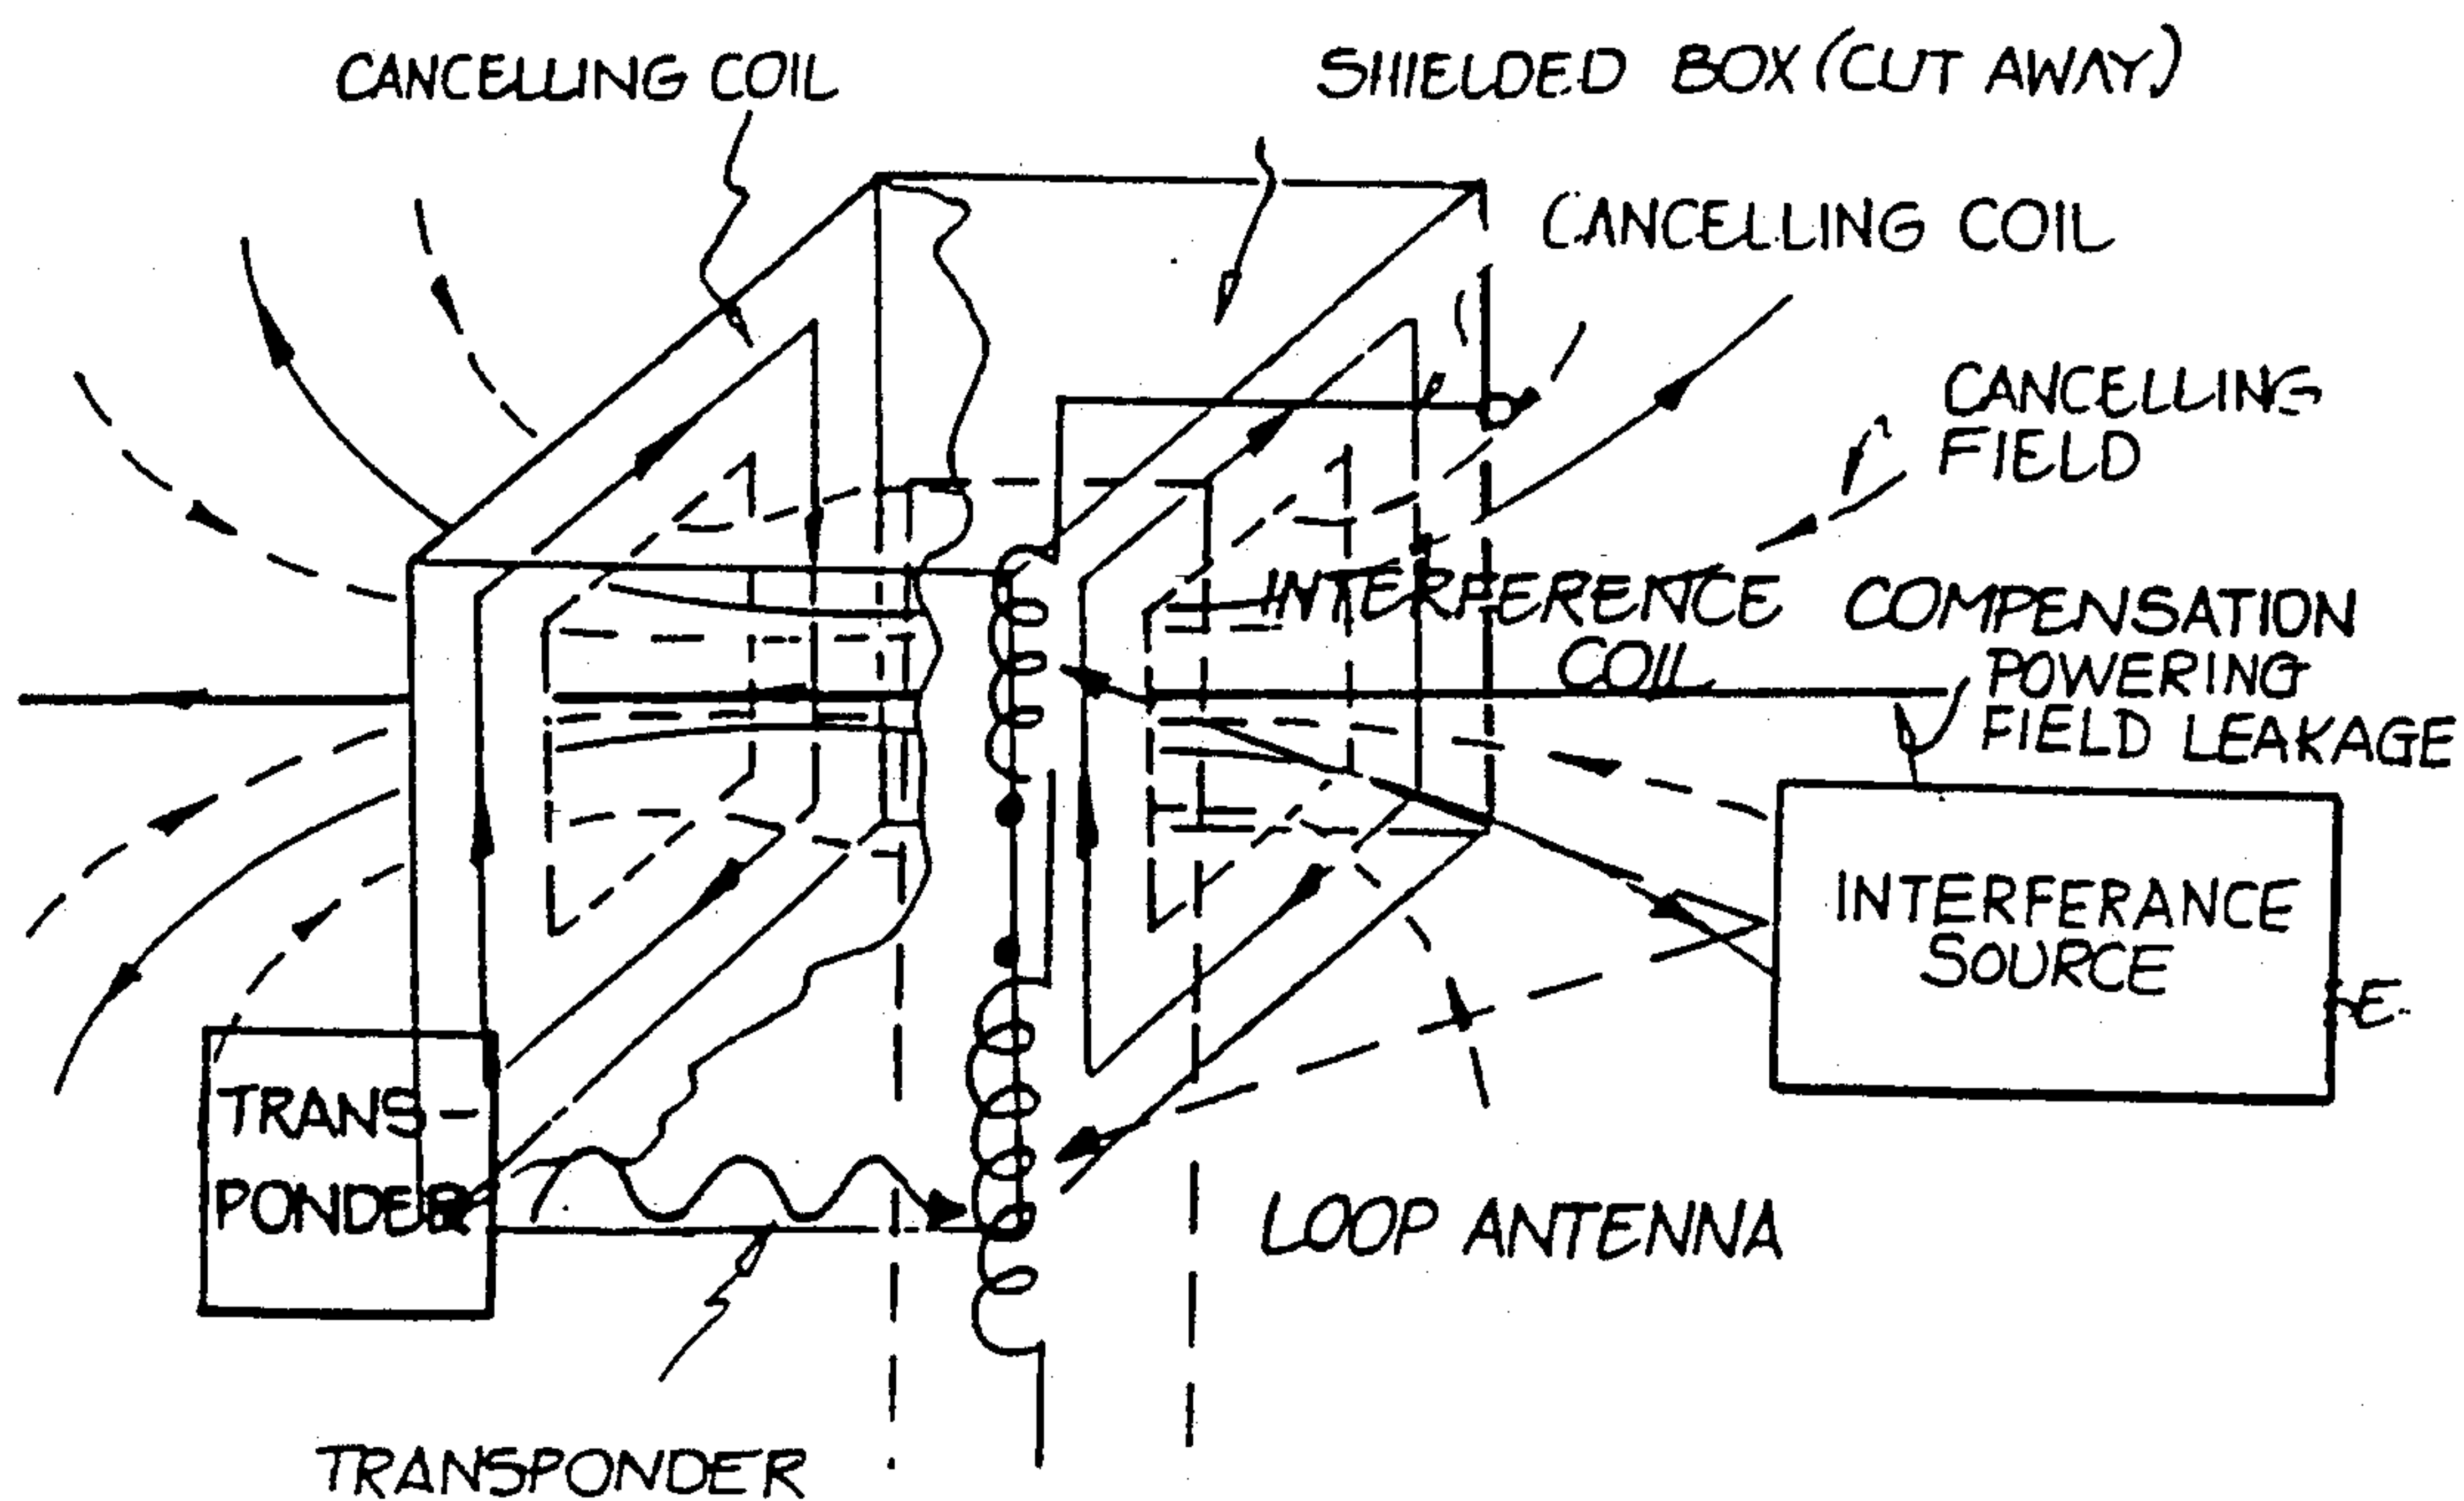 CANCELLING COIL
SHIELDED BOX (CUT AWAY)
CANCELLING COIL
CANCELLING
FIELD
INTERFERENCE
COIL
COMPENSATION
POWERING
FIELD LEAKAGE
INTERFERANCE
SOURCE
E.
TRANS-
PONDER
LOOP ANTENNA
TRANSPONDER